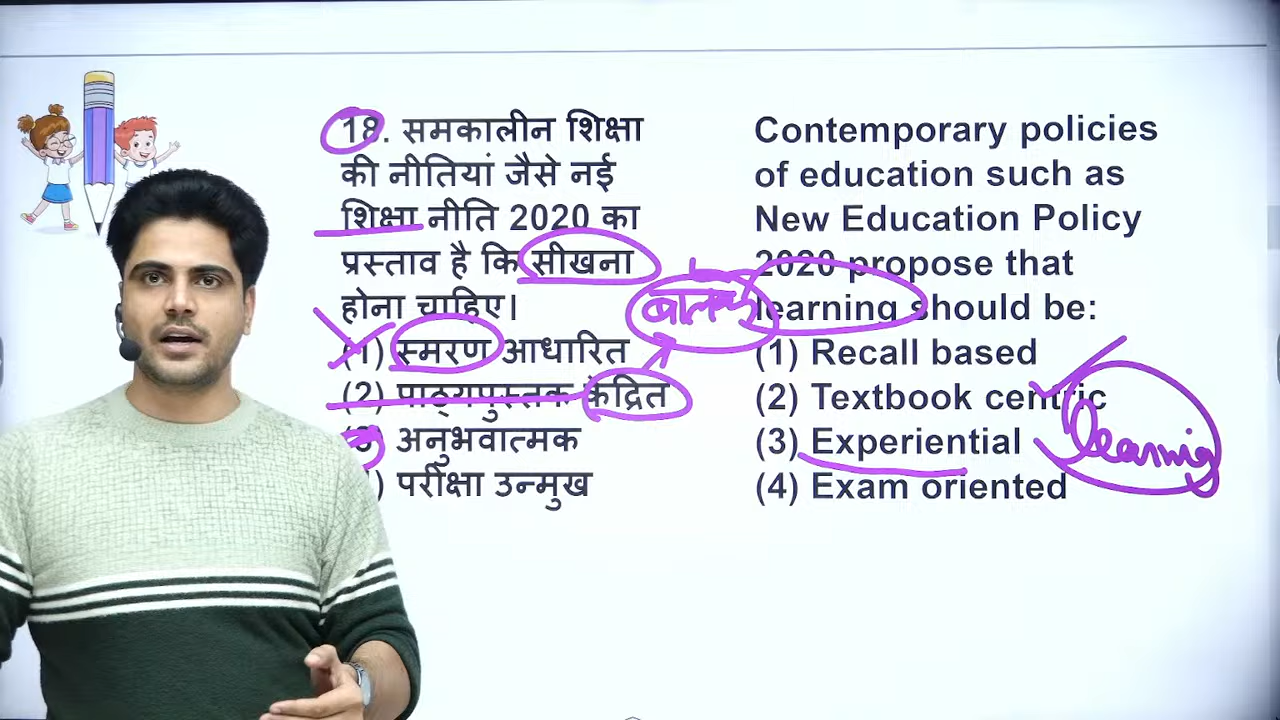 18. समकालीन शिक्षा
की नीतियां जैसे नई
शिक्षा नीति 2020 का
प्रस्ताव है कि सीखना
होना चाहिए।
(1) स्मरण आधारित
(2) पाठ्यपुस्तक केंद्रित
(3) अनुभवात्मक
) परीक्षा उन्मुख
बालक
Contemporary policies
of education such as
New Education Policy
2020 propose that
learning should be:
(1) Recall based
(2) Textbook centric
(3) Experiential
(4) Exam oriented
learning